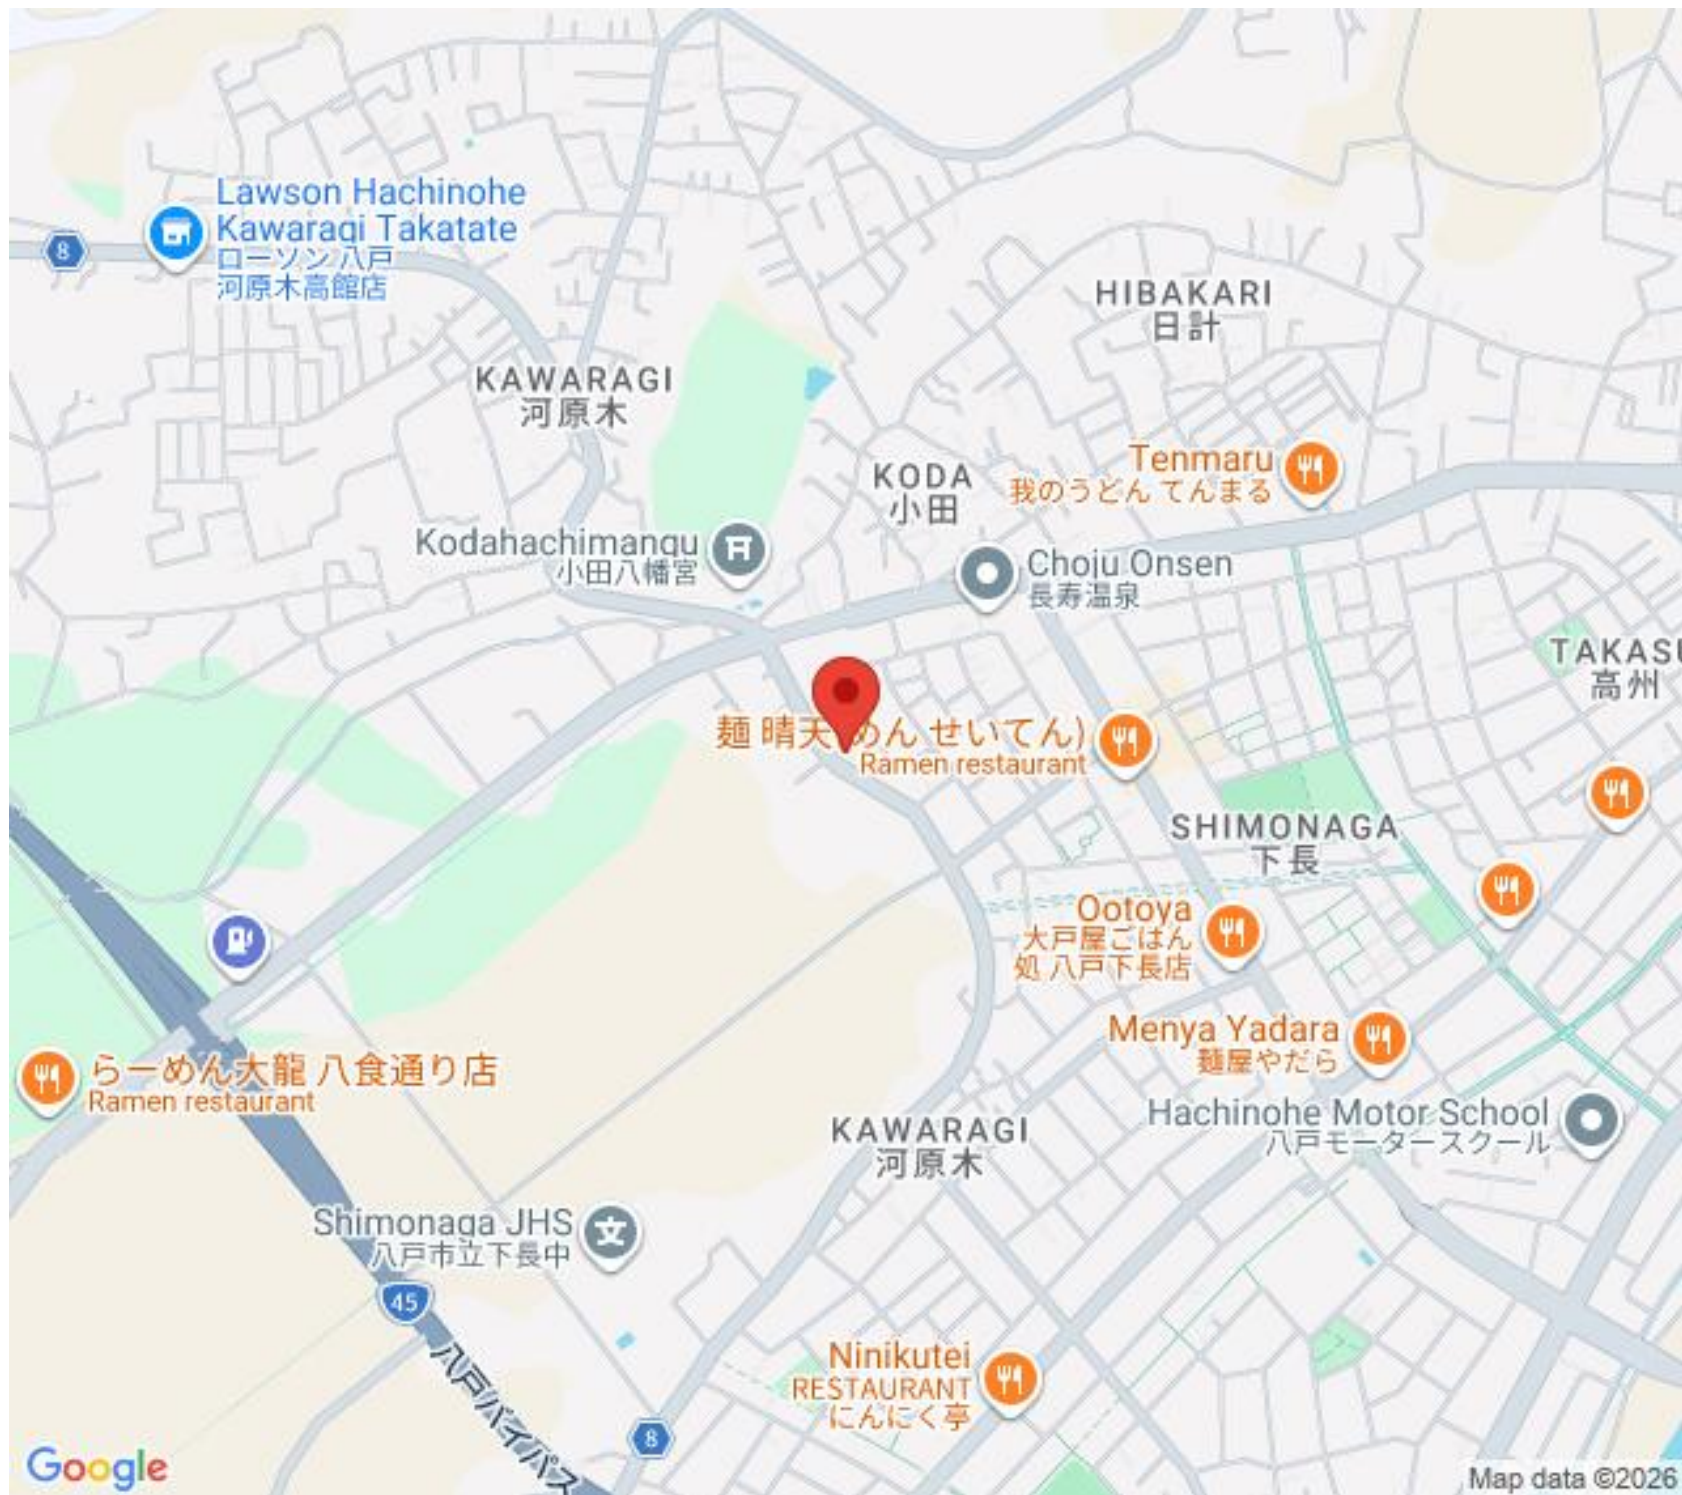 Lawson Hachinohe
Kawaragi Takatate
ローソン 八戸
河原木高館店
8
HIBAKARI
日計
KAWARAGI
河原木
KODA
小田
Tenmaru
我のうどん てんまる
Kodahachimangu
小田八幡宮
Choju Onsen
長寿温泉
TAKASU
高州
麺 晴天(めん せいてん)
Ramen restaurant
SHIMONAGA
下長
Ootoya
大戸屋ごはん
処 八戸下長店
Menya Yadara
麺屋やだら
らーめん大龍 八食通り店
Ramen restaurant
Hachinohe Motor School
八戸モータースクール
KAWARAGI
河原木
Shimonaga JHS
八戸市立下長中
文
45
八戸バイパス
Ninikutei
RESTAURANT
にんにく亭
8
Google
Map data ©2026